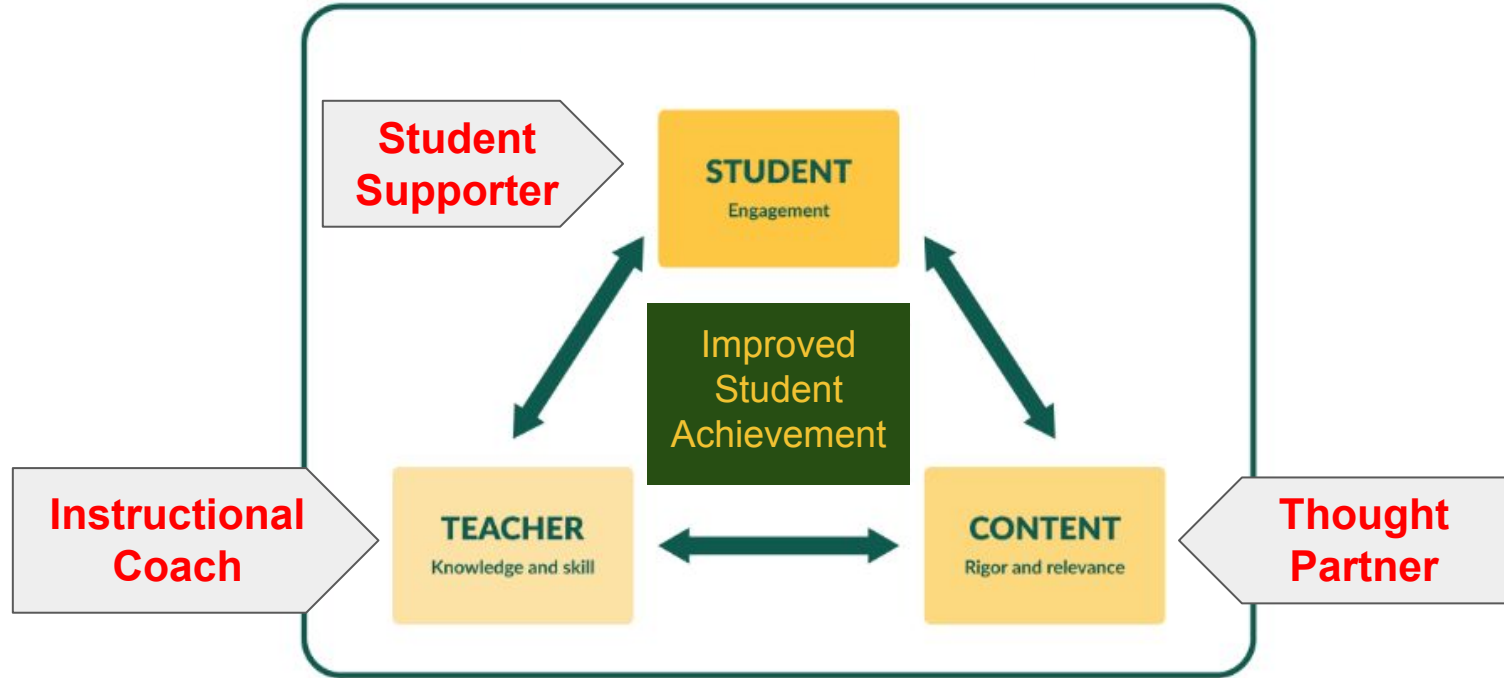 Student
Supporter
STUDENT
Engagement
Improved
Student
Achievement
Instructional
Coach
TEACHER
Knowledge and skill
CONTENT
Rigor and relevance
Thought
Partner